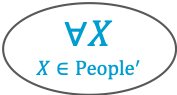 ∀X
X ∈ People′